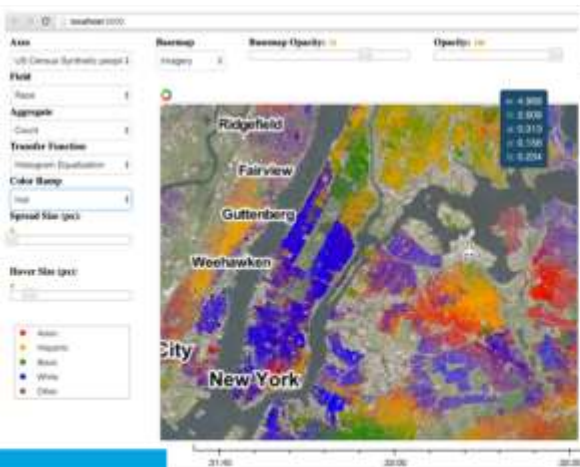 localhost:5000
Axes
Basemap
Basemap Opacity:
Opacity: 100
US Census Synthetic people
Imagery
Field
Race
Aggregate
Count
Transfer Function
Histogram Equalization
Color Ramp
Hot
Spread Size (px):
Hover Size (px):
Asian
Hispanic
Black
White
Other
Ridgefield
Fairview
Guttenberg
Weehawken
City
New York